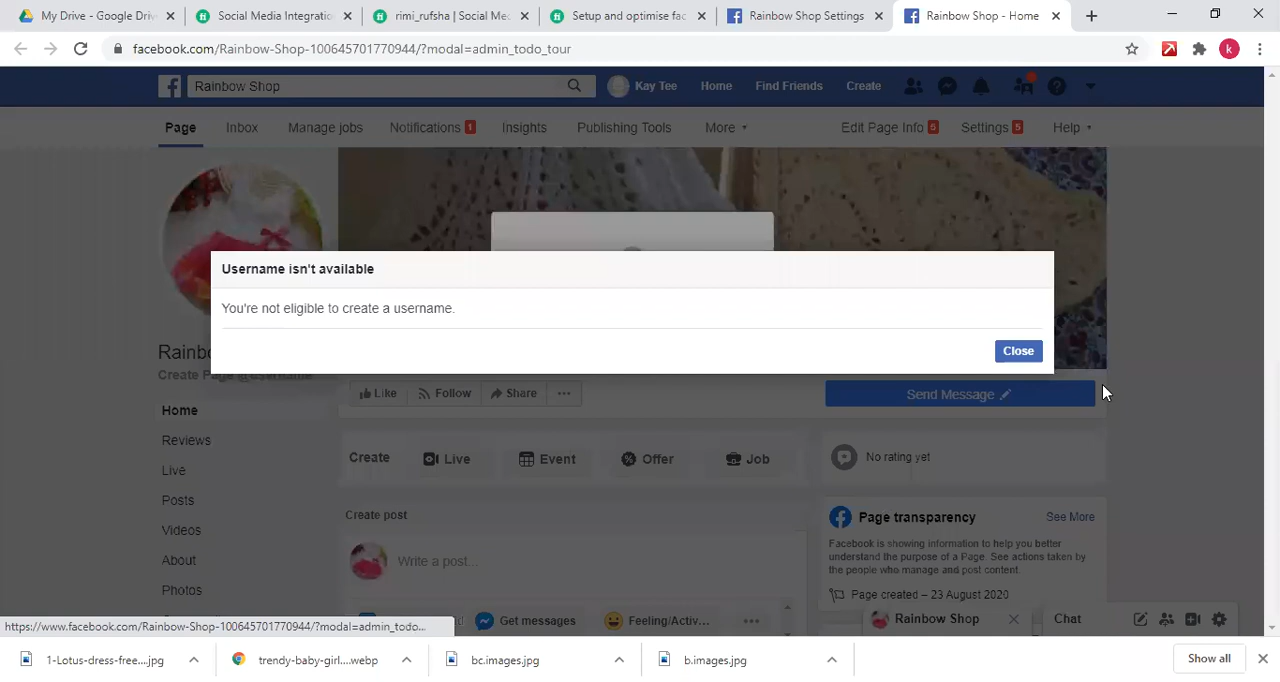 My Drive - Google Driv
Social Media Integratio
rimi_rufsha | Social Me
Setup and optimise fac
Rainbow Shop Settings
Rainbow Shop - Home
facebook.com/Rainbow-Shop-100645701770944/?modal=admin_todo_tour
k
Rainbow Shop
Kay Tee
Home
Find Friends
Create
Page
Inbox
Manage jobs
Notifications 1
Insights
Publishing Tools
More
Edit Page Info 6
Settings 5
Help
Username isn't available
You're not eligible to create a username.
Close
Rainb
Create Page @username
Like
Follow
Share
Send Message
Home
Reviews
Live
Posts
Videos
About
Photos
Create
Live
Event
Offer
Job
No rating yet
Create post
Write a post...
Get messages
Feeling/Activ...
Page transparency
See More
Facebook is showing information to help you better
understand the purpose of a Page. See actions taken by
the people who manage and post content.
Page created – 23 August 2020
Rainbow Shop
Chat
https://www.facebook.com/Rainbow-Shop-100645701770944/?modal=admin_todo...
1-Lotus-dress-free....jpg
trendy-baby-girl....webp
bc.images.jpg
b.images.jpg
Show all